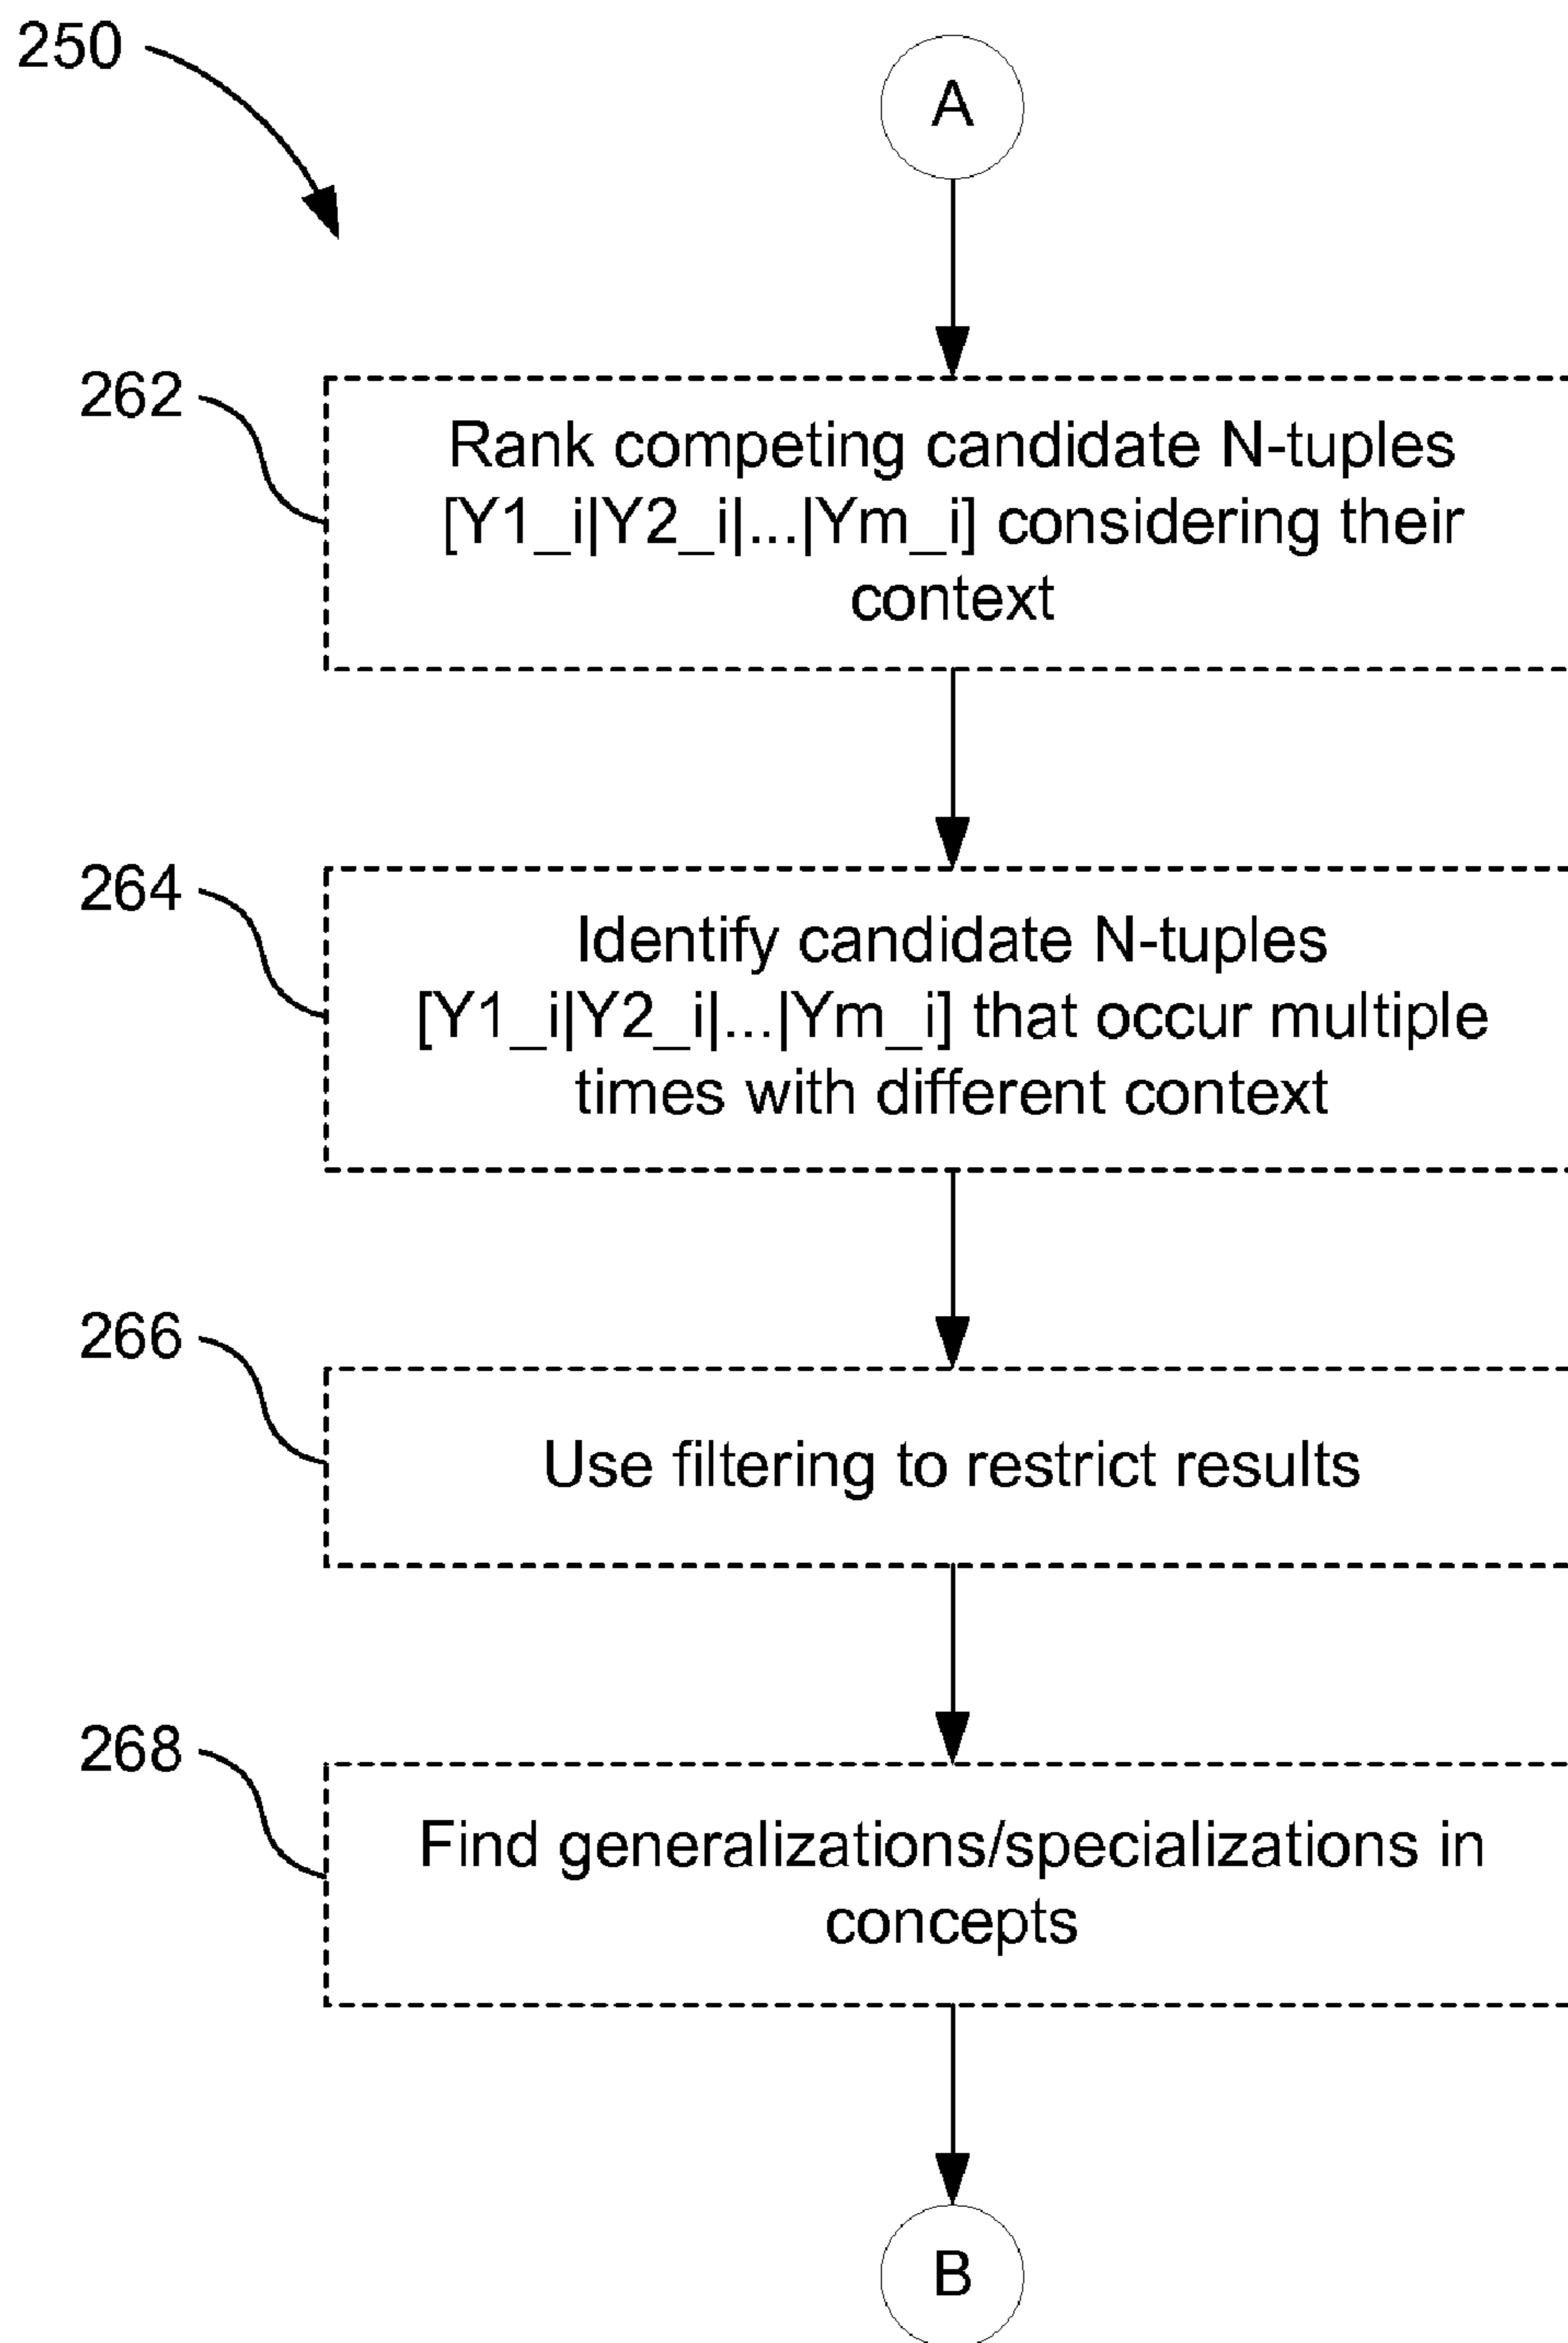 250
A
262
Rank competing candidate N-tuples
[Y1_i|Y2_i|...|Ym_i] considering their
context
264
Identify candidate N-tuples
[Y1_i|Y2_i|...|Ym_i] that occur multiple
times with different context
266
Use filtering to restrict results
268
Find generalizations/specializations in
concepts
B